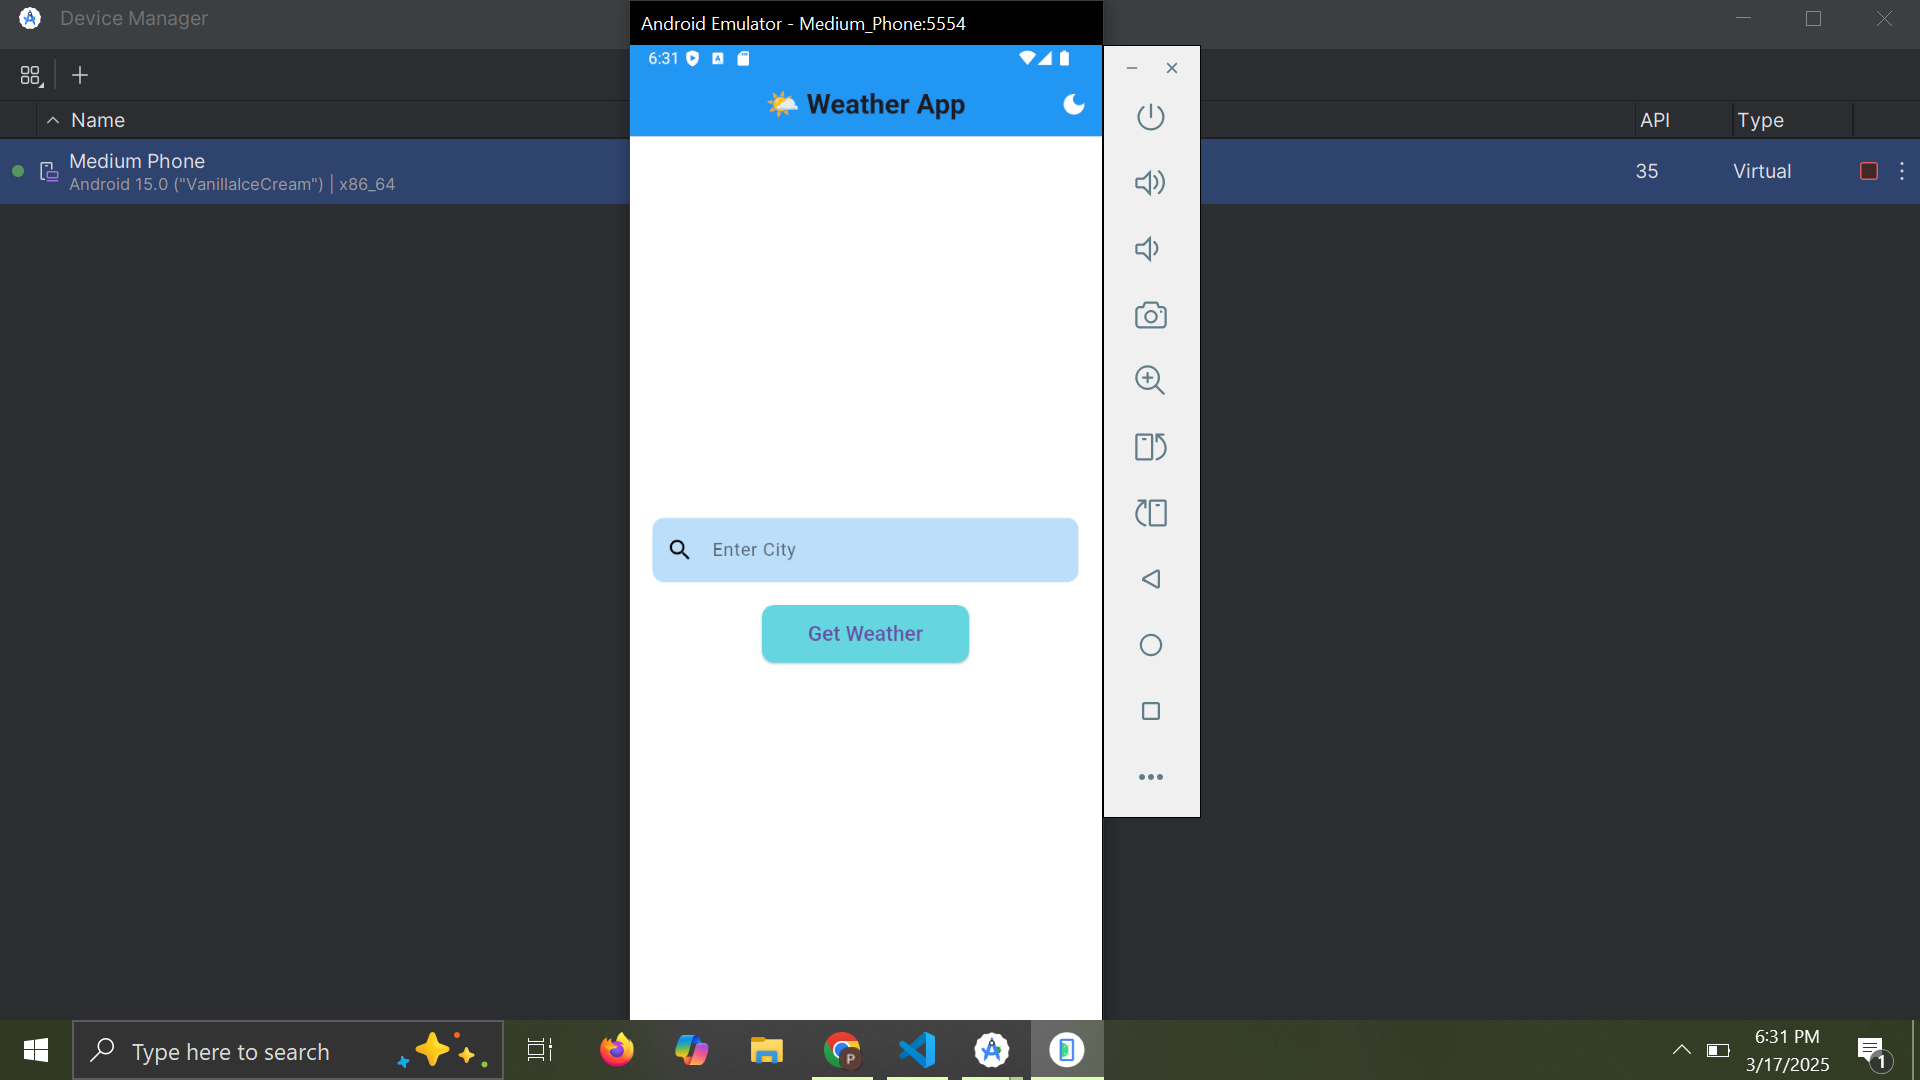 Device Manager
Android Emulator - Medium_Phone:5554
6:31
A
🌤️ Weather App
Name
API
Type
Medium Phone
Android 15.0 ("VanillaIceCream") | x86_64
35
Virtual
Enter City
Get Weather
Type here to search
P
6:31 PM
3/17/2025
1